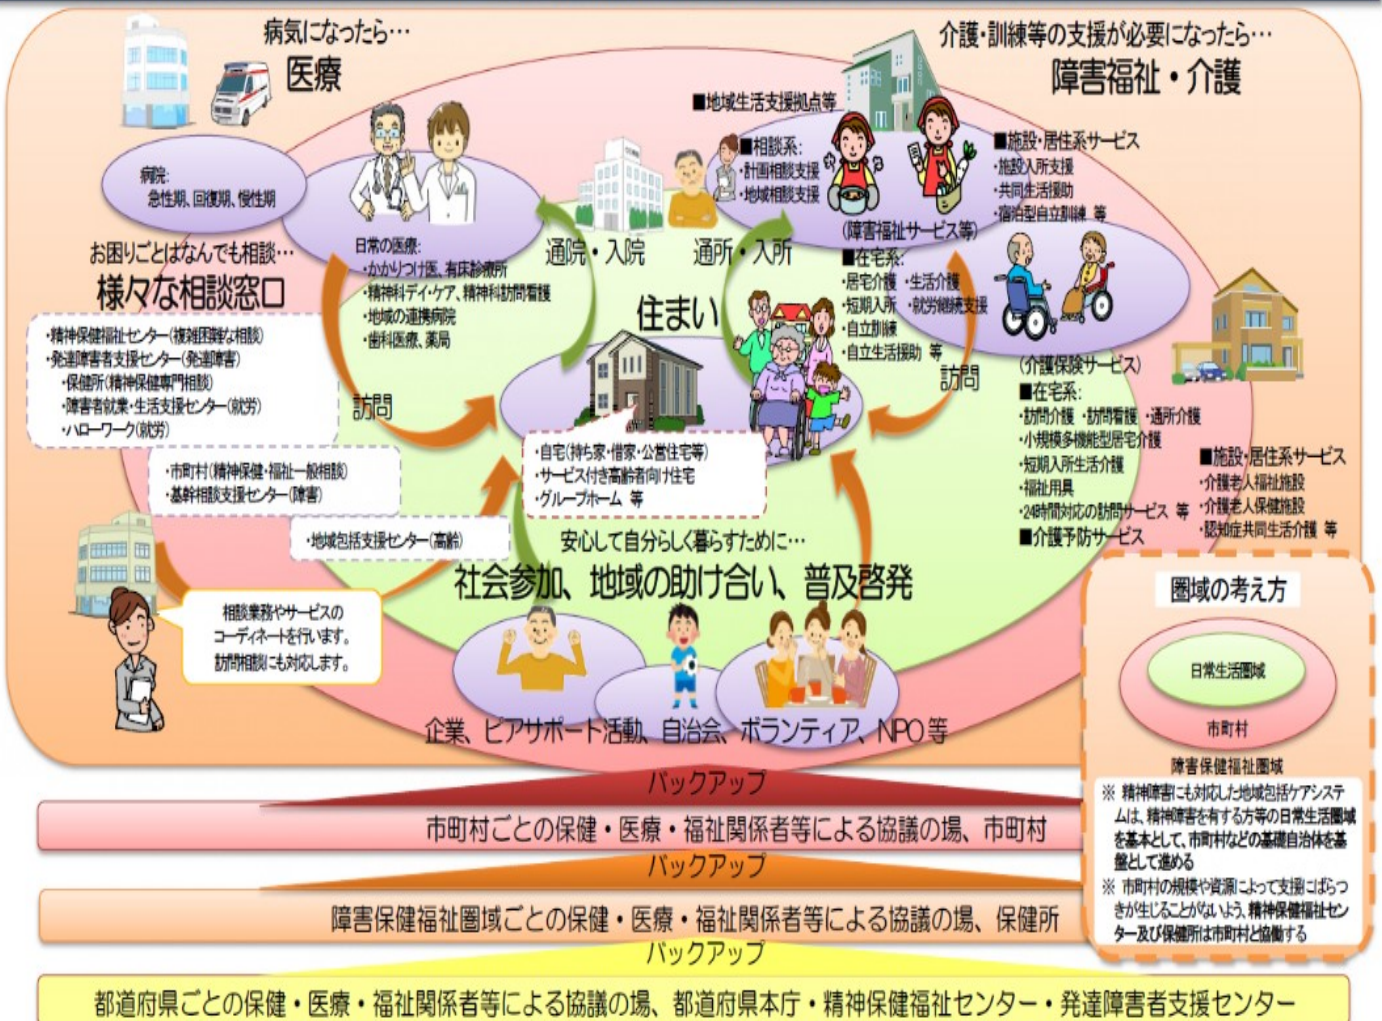 病気になったら…
医療
介護・訓練等の支援が必要になったら…
障害福祉・介護
病院:
急性期、回復期、慢性期
日常の医療:
・かかりつけ医、有床診療所
・精神科デイ・ケア、精神科訪問看護
・地域の連携病院
・歯科医療、薬局
■地域生活支援拠点等
■相談系:
・計画相談支援
・地域相談支援
■施設・居住系サービス
・施設入所支援
・共同生活援助
・宿泊型自立訓練 等
(障害福祉サービス等)
■在宅系:
・居宅介護 ・生活介護
・短期入所 ・就労継続支援
・自立訓練
・自立生活援助 等
通院・入院
通所・入所
住まい
訪問
訪問
お困りごとはなんでも相談…
様々な相談窓口
・精神保健福祉センター(複雑困難な相談)
・発達障害者支援センター(発達障害)
・保健所(精神保健専門相談)
・障害者就業・生活支援センター(就労)
・ハローワーク(就労)
・市町村(精神保健・福祉一般相談)
・基幹相談支援センター(障害)
・地域包括支援センター(高齢)
・自宅(持ち家・借家・公営住宅等)
・サービス付き高齢者向け住宅
・グループホーム 等
(介護保険サービス)
■在宅系:
・訪問介護 ・訪問看護 ・通所介護
・小規模多機能型居宅介護
・短期入所生活介護
・福祉用具
・24時間対応の訪問サービス 等
■介護予防サービス
■施設・居住系サービス
・介護老人福祉施設
・介護老人保健施設
・認知症共同生活介護 等
安心して自分らしく暮らすために…
社会参加、地域の助け合い、普及啓発
相談業務やサービスの
コーディネートを行います。
訪問相談にも対応します。
企業、ピアサポート活動、自治会、ボランティア、NPO等
圏域の考え方
日常生活圏域
市町村
障害保健福祉圏域
※ 精神障害にも対応した地域包括ケアシステ
ムは、精神障害を有する方等の日常生活圏域
を基本として、市町村などの基礎自治体を基
盤として進める
※ 市町村の規模や資源によって支援にばらつ
きが生じることがないよう、精神保健福祉セン
ター及び保健所は市町村と協働する
バックアップ
市町村ごとの保健・医療・福祉関係者等による協議の場、市町村
バックアップ
障害保健福祉圏域ごとの保健・医療・福祉関係者等による協議の場、保健所
バックアップ
都道府県ごとの保健・医療・福祉関係者等による協議の場、都道府県本庁・精神保健福祉センター・発達障害者支援センター